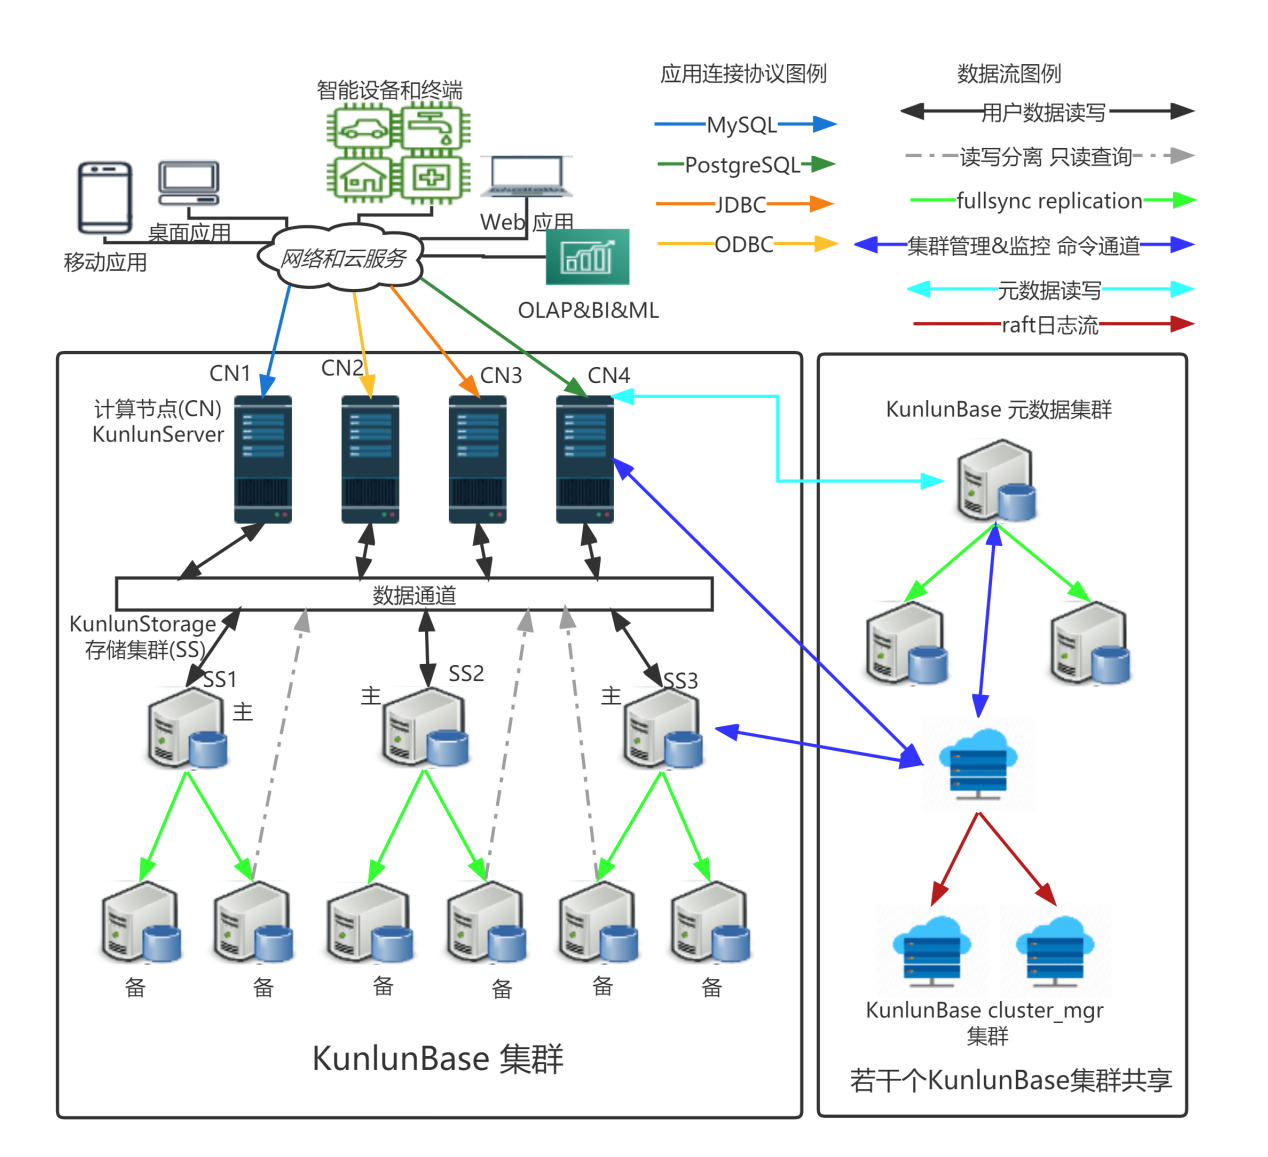 智能设备和终端
桌面应用
移动应用
Web 应用
网络和云服务
OLAP&BI&ML
应用连接协议图例
MySQL
PostgreSQL
JDBC
ODBC
数据流图例
用户数据读写
读写分离 只读查询
fullsync replication
集群管理&监控 命令通道
元数据读写
raft日志流
CN1
CN2
CN3
CN4
计算节点(CN)
KunlunServer
数据通道
KunlunStorage
存储集群(SS)
SS1
主
SS2
主
SS3
主
备
备
备
备
备
备
KunlunBase 集群
KunlunBase 元数据集群
KunlunBase cluster_mgr
集群
若干个KunlunBase集群共享